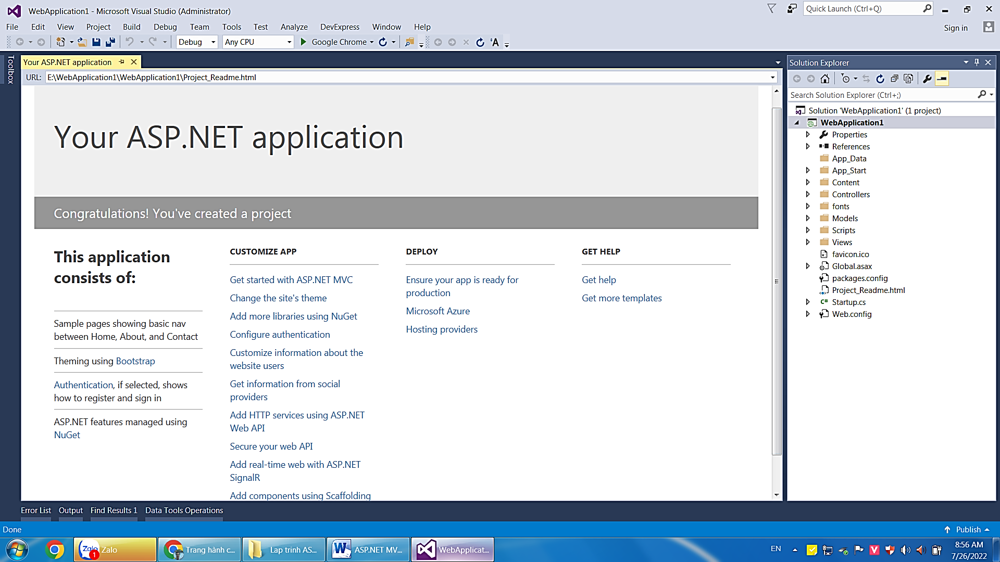 WebApplication1 - Microsoft Visual Studio (Administrator)
Quick Launch (Ctrl+Q)
File Edit View Project Build Debug Team Tools Test Analyze DevExpress Window Help
Sign in
Debug Any CPU Google Chrome
Toolbox
Your ASP.NET application
URL: E:\WebApplication1\WebApplication1\Project_Readme.html
Your ASP.NET application
Congratulations! You've created a project
This application
consists of:
Sample pages showing basic nav
between Home, About, and Contact
Theming using Bootstrap
Authentication, if selected, shows
how to register and sign in
ASP.NET features managed using
NuGet
CUSTOMIZE APP
Get started with ASP.NET MVC
Change the site's theme
Add more libraries using NuGet
Configure authentication
Customize information about the
website users
Get information from social
providers
Add HTTP services using ASP.NET
Web API
Secure your web API
Add real-time web with ASP.NET
SignalR
Add components using Scaffolding
DEPLOY
Ensure your app is ready for
production
Microsoft Azure
Hosting providers
GET HELP
Get help
Get more templates
Solution Explorer
Search Solution Explorer (Ctrl+;)
Solution 'WebApplication1' (1 project)
WebApplication1
Properties
References
App_Data
App_Start
Content
Controllers
fonts
Models
Scripts
Views
favicon.ico
Global.asax
packages.config
Project_Readme.html
C# Startup.cs
Web.config
Error List Output Find Results 1 Data Tools Operations
Done
Publish
Zalo 1 Zalo
Trang hành c...
Lap trinh AS...
ASP.NET MV...
WebApplicat...
EN
8:56 AM
7/26/2022